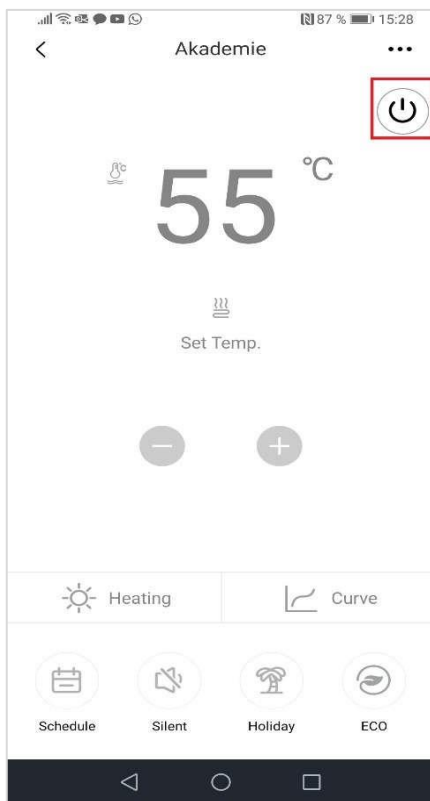 87 % 15:28
Akademie
°C
55
Set Temp.
Heating Curve
Schedule Silent Holiday ECO